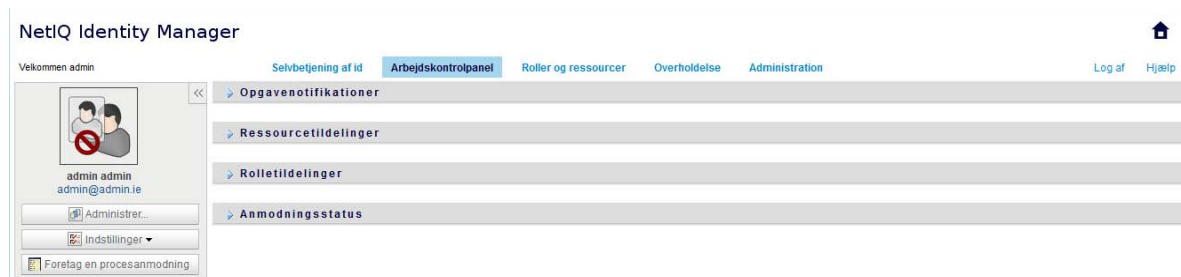 NetIQ Identity Manager
Velkommen admin
Selvbetjening af id Arbejdskontrolpanel Roller og ressourcer Overholdelse Administration Log af Hjælp
Opgavenotifikationer
Ressourcetildelinger
Rolletildelinger
Anmodningsstatus
admin admin
admin@admin.ie
Administrer...
Indstillinger
Foretag en procesanmodning